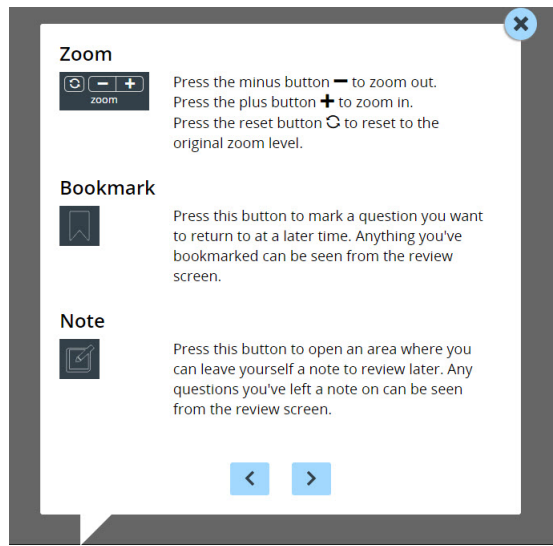 Zoom
zoom
Press the minus button − to zoom out.
Press the plus button + to zoom in.
Press the reset button to reset to the
original zoom level.
Bookmark
Press this button to mark a question you want
to return to at a later time. Anything you've
bookmarked can be seen from the review
screen.
Note
Press this button to open an area where you
can leave yourself a note to review later. Any
questions you've left a note on can be seen
from the review screen.